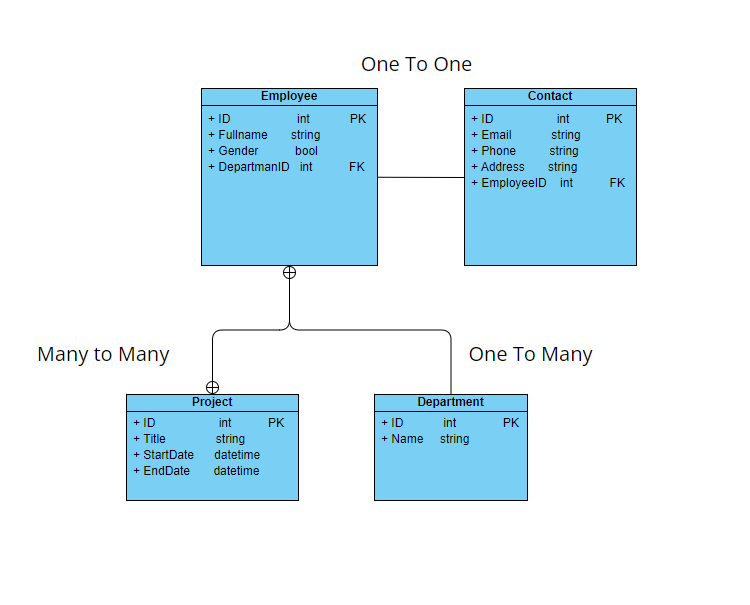 One To One
Employee
+ ID int PK
+ Fullname string
+ Gender bool
+ DepartmanID int FK
Contact
+ ID int PK
+ Email string
+ Phone string
+ Address string
+ EmployeeID int FK
Many to Many
One To Many
Project
+ ID int PK
+ Title string
+ StartDate datetime
+ EndDate datetime
Department
+ ID int PK
+ Name string